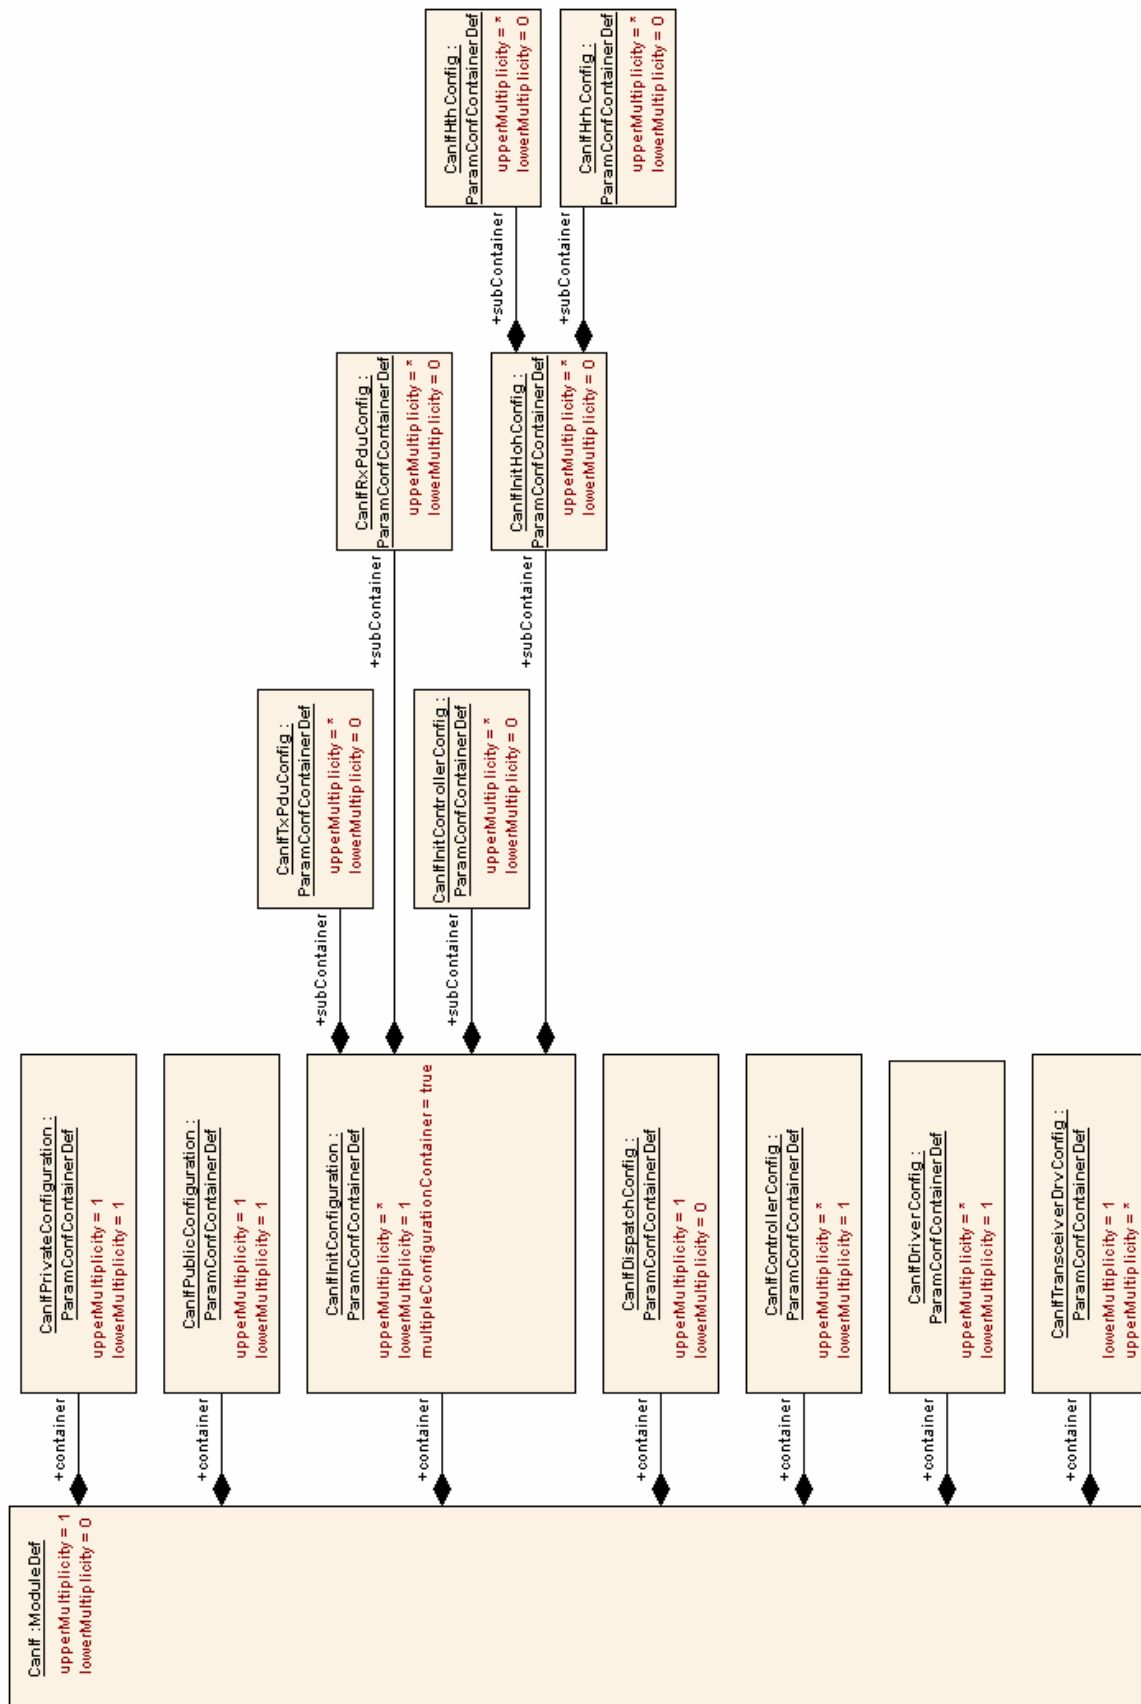 CanIf :ModuleDef
upperMultiplicity = 1
lowerMultiplicity = 0
+container
CanIfPrivateConfiguration :
ParamConfContainerDef
upperMultiplicity = 1
lowerMultiplicity = 1
+container
CanIfPublicConfiguration :
ParamConfContainerDef
upperMultiplicity = 1
lowerMultiplicity = 1
+container
CanIfInitConfiguration :
ParamConfContainerDef
upperMultiplicity = *
lowerMultiplicity = 1
multipleConfigurationContainer = true
+subContainer
CanIfTxPduConfig :
ParamConfContainerDef
upperMultiplicity = *
lowerMultiplicity = 0
+subContainer
CanIfRxPduConfig :
ParamConfContainerDef
upperMultiplicity = *
lowerMultiplicity = 0
+subContainer
CanIfInitControllerConfig :
ParamConfContainerDef
upperMultiplicity = *
lowerMultiplicity = 0
+subContainer
CanIfInitHohConfig :
ParamConfContainerDef
upperMultiplicity = *
lowerMultiplicity = 0
+subContainer
CanIfHthConfig :
ParamConfContainerDef
upperMultiplicity = *
lowerMultiplicity = 0
+subContainer
CanIfHrhConfig :
ParamConfContainerDef
upperMultiplicity = *
lowerMultiplicity = 0
+container
CanIfDispatchConfig :
ParamConfContainerDef
upperMultiplicity = 1
lowerMultiplicity = 0
+container
CanIfControllerConfig :
ParamConfContainerDef
upperMultiplicity = *
lowerMultiplicity = 1
+container
CanIfDriverConfig :
ParamConfContainerDef
upperMultiplicity = *
lowerMultiplicity = 1
+container
CanIfTransceiverDrvConfig :
ParamConfContainerDef
lowerMultiplicity = 1
upperMultiplicity = *